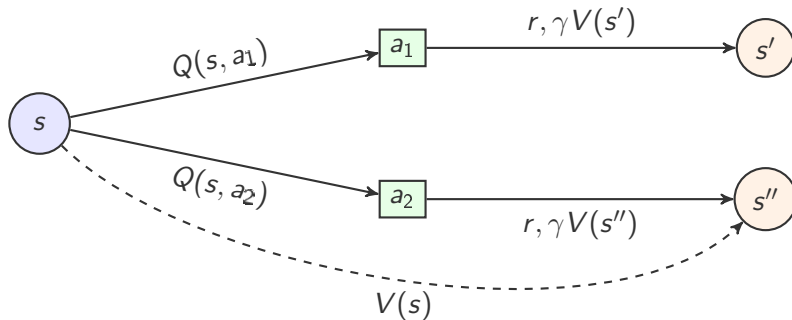 s
Q(s, a1)
a₁
r, γV(s′)
s′
Q(s, a2)
a₂
r, γV(s″)
s″
V(s)